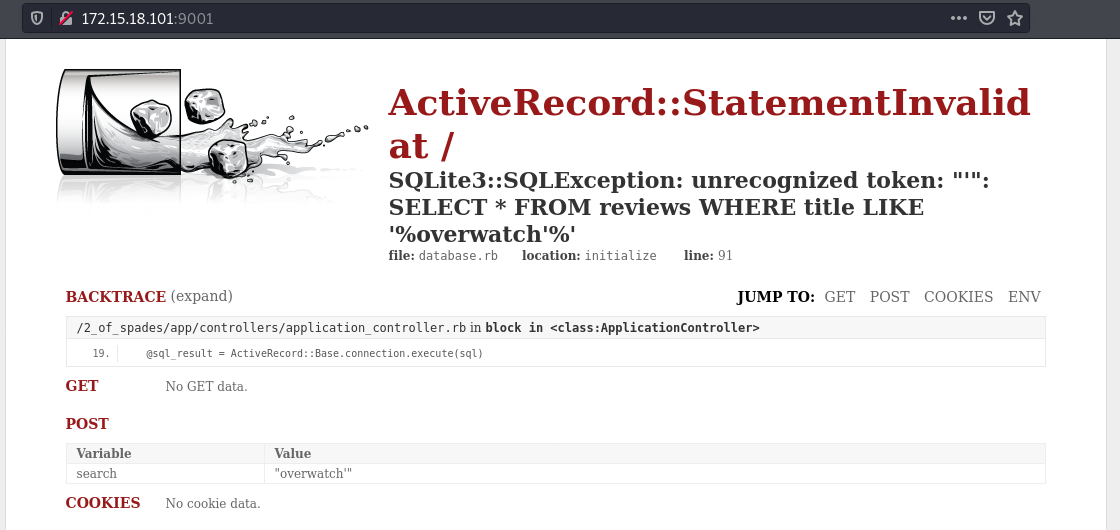 172.15.18.101:9001
ActiveRecord::StatementInvalid
at /
SQLite3::SQLException: unrecognized token: "'":
SELECT * FROM reviews WHERE title LIKE
'%overwatch'%'
file: database.rb location: initialize line: 91
BACKTRACE (expand) JUMP TO: GET POST COOKIES ENV
/2_of_spades/app/controllers/application_controller.rb in block in <class:ApplicationController>
19. @sql_result = ActiveRecord::Base.connection.execute(sql)
GET No GET data.
POST
Variable Value
search "overwatch'"
COOKIES No cookie data.